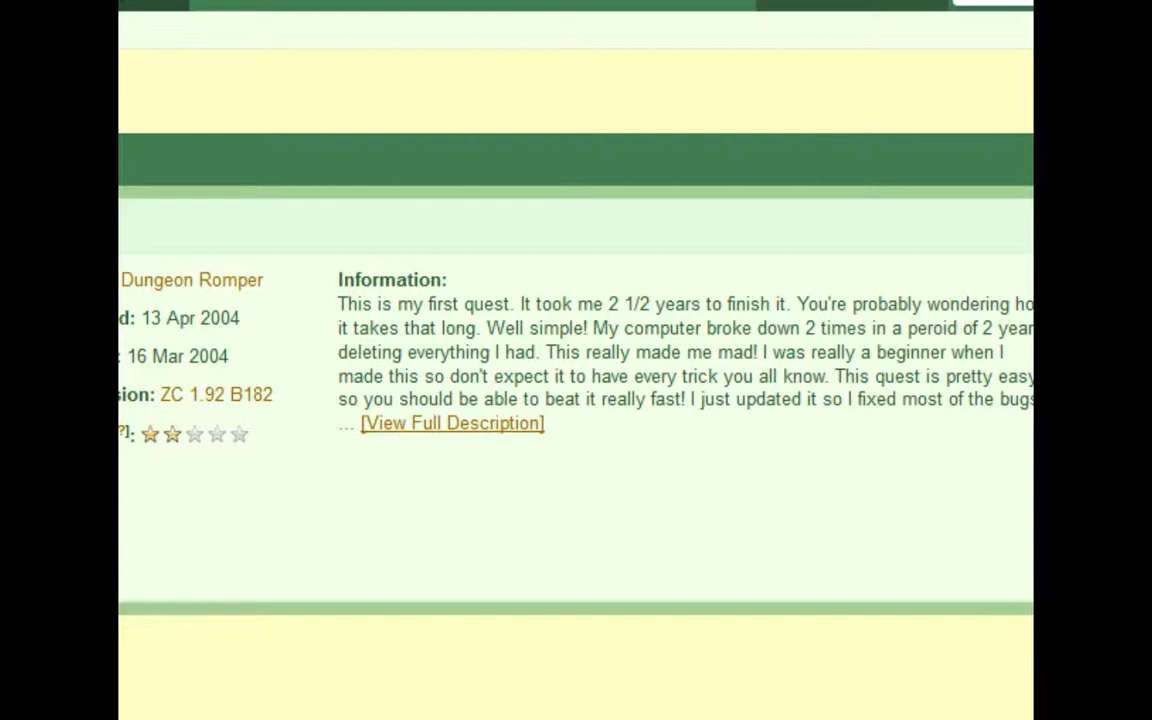 Dungeon Romper
d: 13 Apr 2004
: 16 Mar 2004
sion: ZC 1.92 B182
?]:
Information:
This is my first quest. It took me 2 1/2 years to finish it. You're probably wondering ho
it takes that long. Well simple! My computer broke down 2 times in a peroid of 2 year
deleting everything I had. This really made me mad! I was really a beginner when I
made this so don't expect it to have every trick you all know. This quest is pretty easy
so you should be able to beat it really fast! I just updated it so I fixed most of the bugs
... [View Full Description]